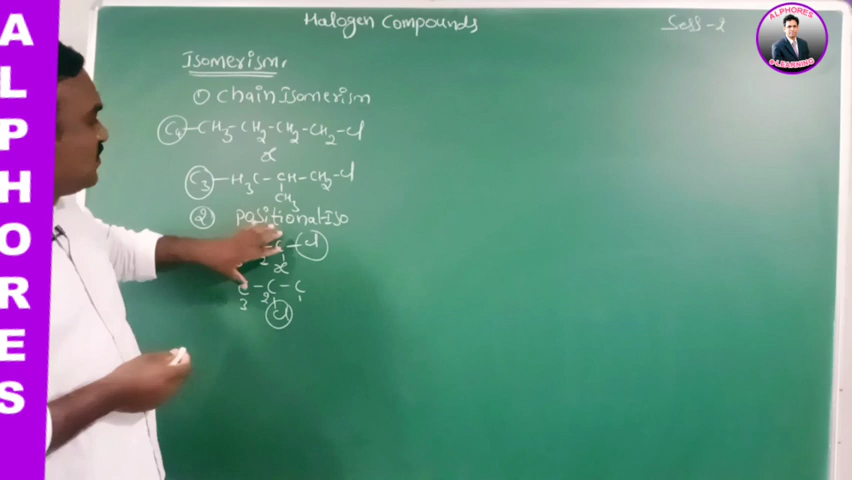 ALPHORES
Halogen Compounds
Sess-2
ALPHORES
e-LEARNING
Isomerism,
① Chain Isomerism
C4 - CH3 - CH2 - CH2 - CH2 - Cl
&
C3 - H3C - CH - CH2 - Cl
CH3
② Positional Iso
C - Cl
2
&
C - C - C
3 2 1
Cl